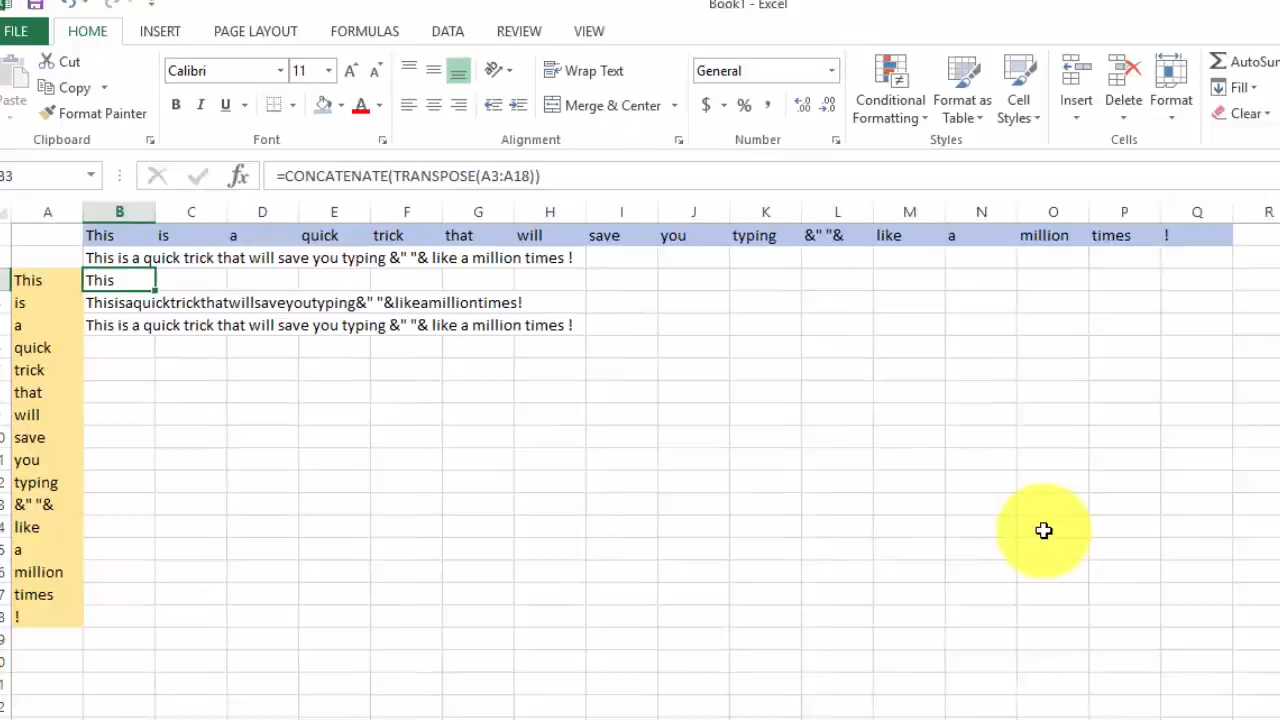 Book1 - Excel
FILE HOME INSERT PAGE LAYOUT FORMULAS DATA REVIEW VIEW
Cut
Copy
Format Painter
Paste
Calibri 11
B I U A
Wrap Text
Merge & Center
General
$ % ,
Conditional Formatting
Format as Table
Cell Styles
Insert
Delete
Format
AutoSum
Fill
Clear
Clipboard Font Alignment Number Styles Cells
B3 fx =CONCATENATE(TRANSPOSE(A3:A18))
A B C D E F G H I J K L M N O P Q R
This is a quick trick that will save you typing &" "& like a million times !
This is a quick trick that will save you typing &" "& like a million times !
This This
is Thisisaquicktrickthatwillsaveyoutyping&" "&likeamilliontimes!
a This is a quick trick that will save you typing &" "& like a million times !
quick
trick
that
will
save
you
typing
&" "&
like
a
million
times
!